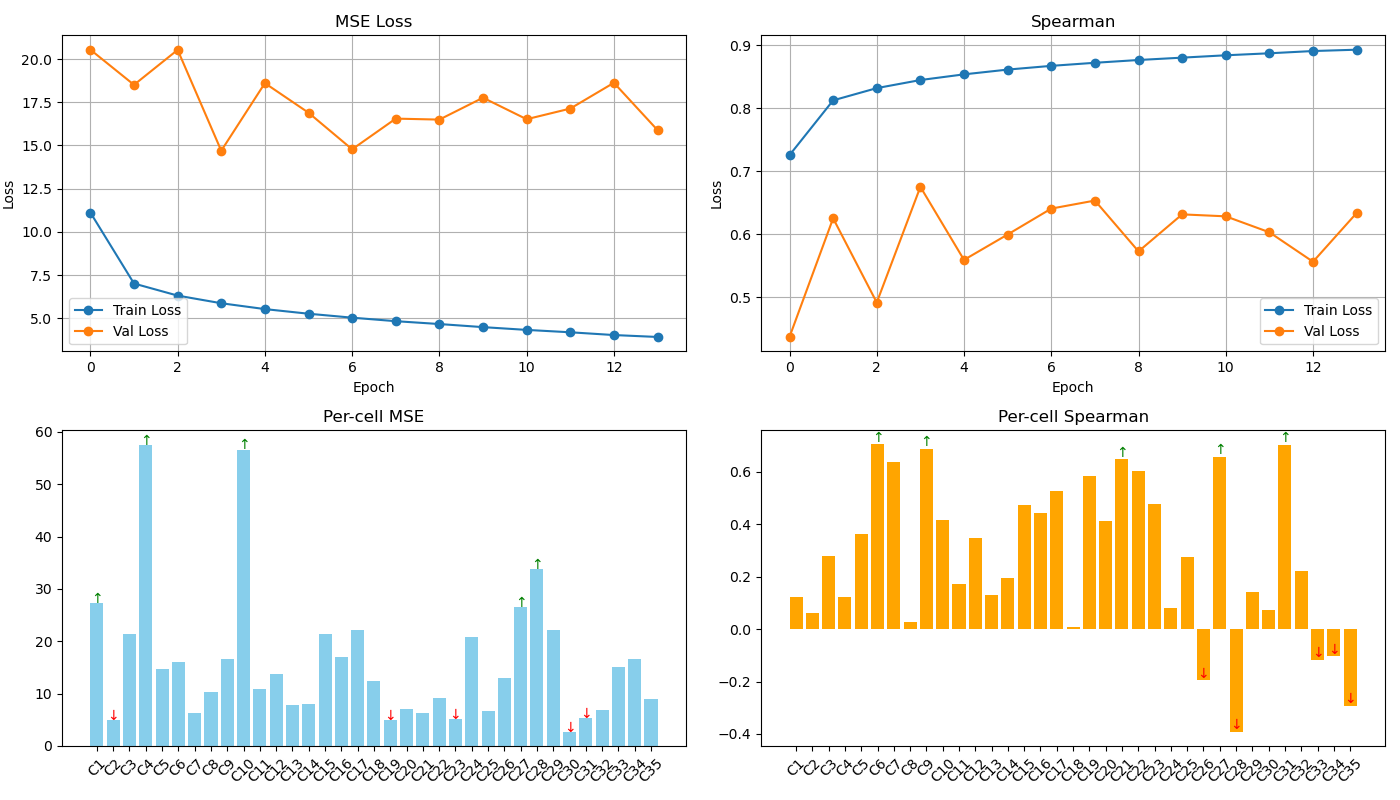 MSE Loss
20.0
17.5
15.0
12.5
10.0
7.5
5.0
Loss
Train Loss
Val Loss
0 2 4 6 8 10 12
Epoch
Spearman
0.9
0.8
0.7
0.6
0.5
Loss
Train Loss
Val Loss
0 2 4 6 8 10 12
Epoch
Per-cell MSE
60
50
40
30
20
10
0
↑ ↓ ↑ ↑ ↓ ↓ ↑ ↑ ↓ ↓
C1 C2 C3 C4 C5 C6 C7 C8 C9 C10 C11 C12 C13 C14 C15 C16 C17 C18 C19 C20 C21 C22 C23 C24 C25 C26 C27 C28 C29 C30 C31 C32 C33 C34 C35
Per-cell Spearman
0.6
0.4
0.2
0.0
−0.2
−0.4
↑ ↑ ↑ ↓ ↑ ↓ ↑ ↓ ↓ ↓
C1 C2 C3 C4 C5 C6 C7 C8 C9 C10 C11 C12 C13 C14 C15 C16 C17 C18 C19 C20 C21 C22 C23 C24 C25 C26 C27 C28 C29 C30 C31 C32 C33 C34 C35